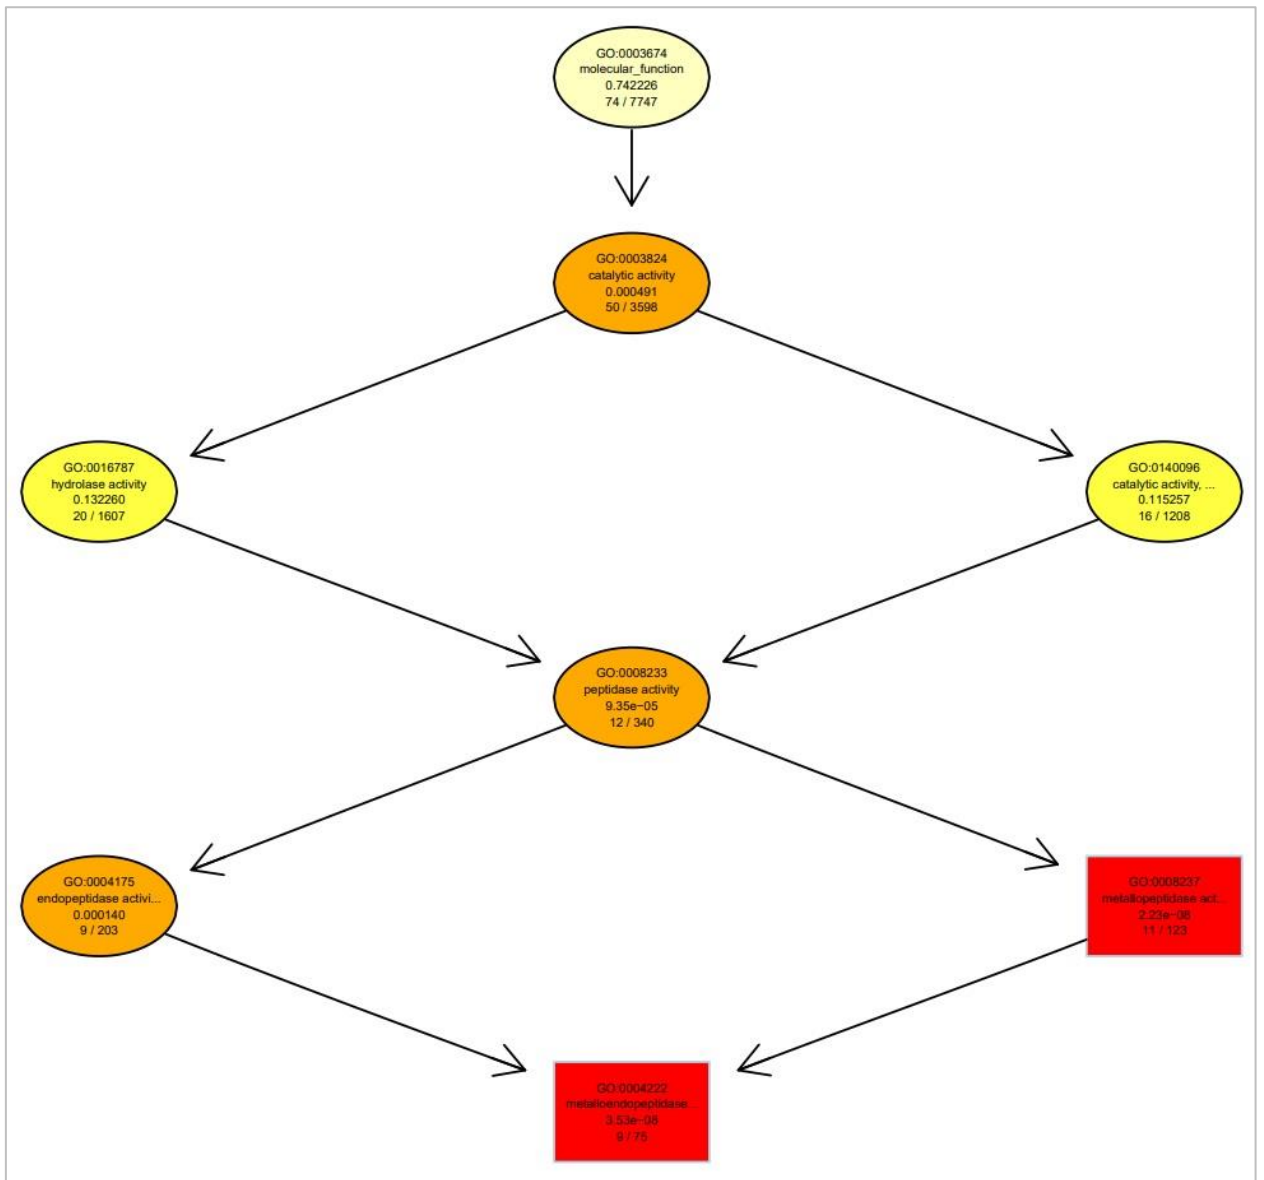 GO:0003674
molecular_function
0.742226
74 / 7747
GO:0003824
catalytic activity
0.000491
50 / 3598
GO:0016787
hydrolase activity
0.132260
20 / 1607
GO:0140096
catalytic activity, ...
0.115257
16 / 1208
GO:0008233
peptidase activity
9.35e−05
12 / 340
GO:0004175
endopeptidase activi...
0.000140
9 / 203
GO:0008237
metallopeptidase act...
2.23e−08
11 / 123
GO:0004222
metalloendopeptidase...
3.53e−08
9 / 75